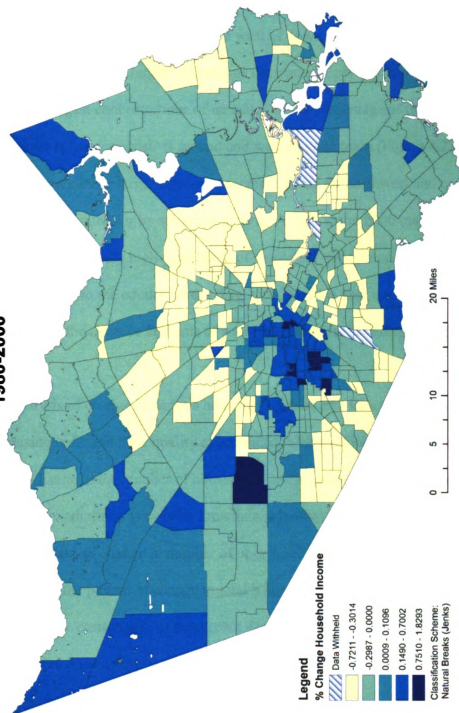 Legend
% Change Household Income
Data Withheld
-0.7211 - -0.3014
-0.2987 - 0.0000
0.0009 - 0.1096
0.1490 - 0.7002
0.7510 - 1.8293
Classification Scheme:
Natural Breaks (Jenks)
0 5 10 20 Miles